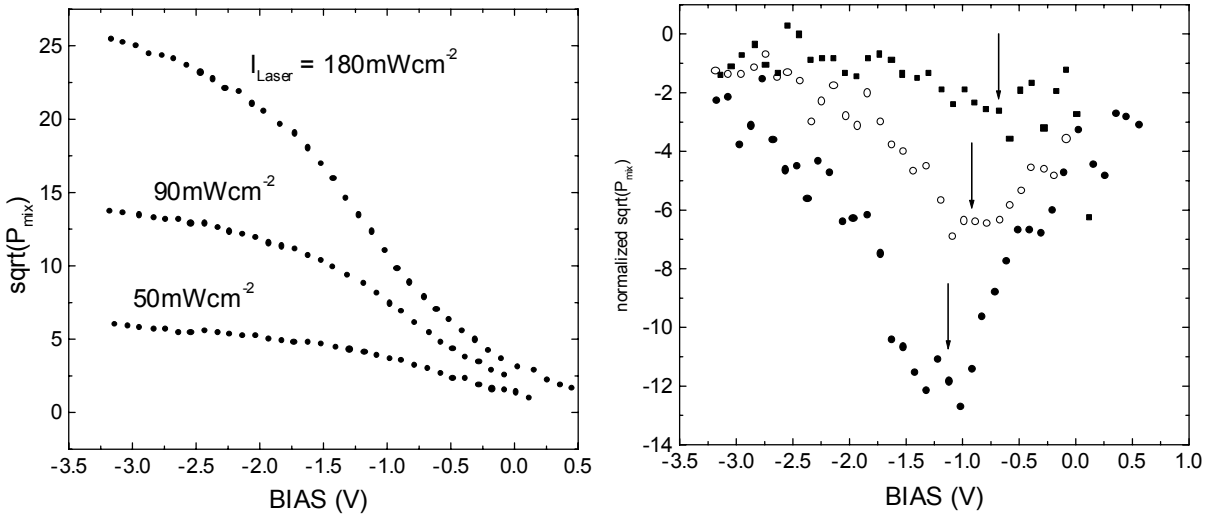 25
20
15
10
5
0
I_Laser = 180mWcm⁻²
90mWcm⁻²
50mWcm⁻²
sqrt(P_mix)
-3.5 -3.0 -2.5 -2.0 -1.5 -1.0 -0.5 0.0 0.5
BIAS (V)
0
-2
-4
-6
-8
-10
-12
-14
normalized sqrt(P_mix)
-3.5 -3.0 -2.5 -2.0 -1.5 -1.0 -0.5 0.0 0.5 1.0
BIAS (V)